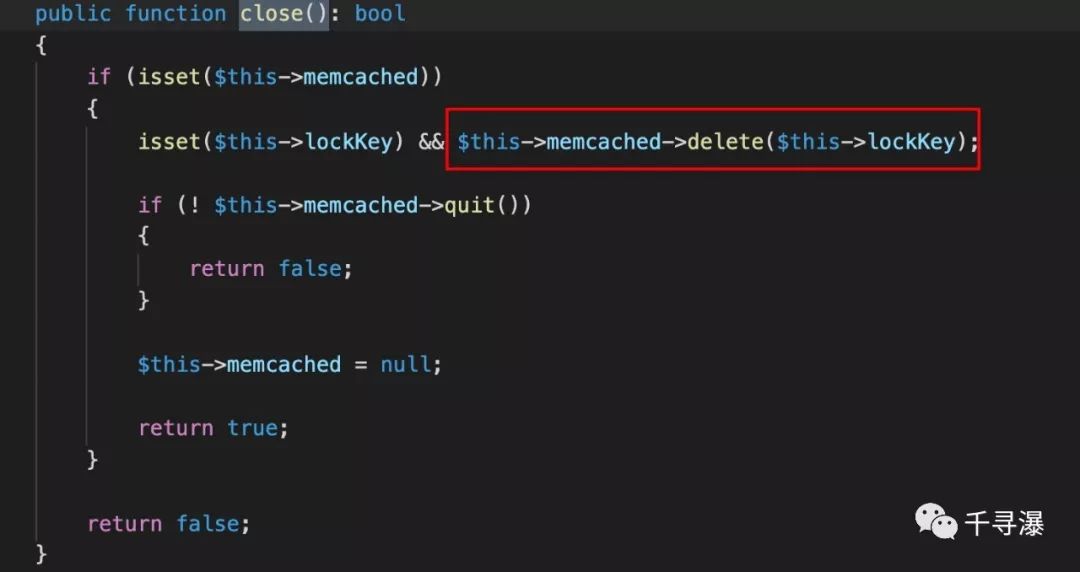 public function close(): bool
{
if (isset($this->memcached))
{
isset($this->lockKey) && $this->memcached->delete($this->lockKey);
if (! $this->memcached->quit())
{
return false;
}
$this->memcached = null;
return true;
}
return false;
}
千寻瀑